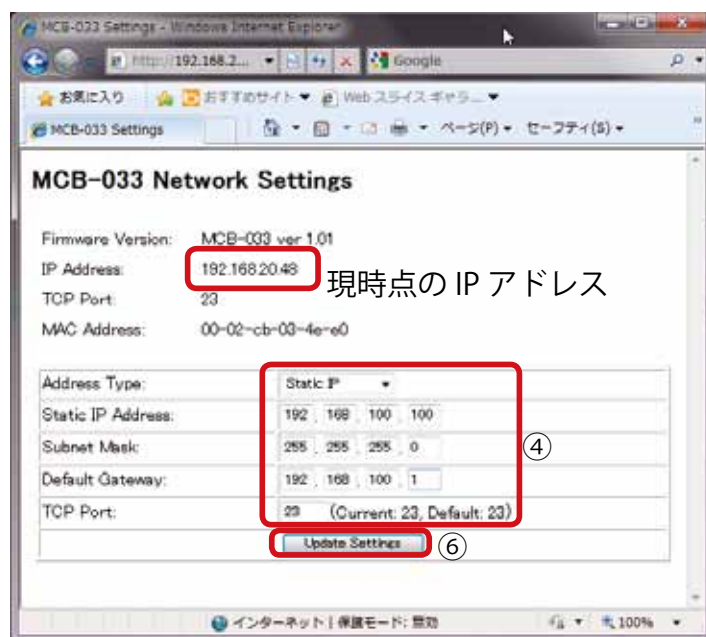 MCB-033 Settings - Windows Internet Explorer
http://192.168.2... Google
お気に入り おすすめサイト Web スライス ギャラ...
MCB-033 Settings ページ(P) セーフティ(S)
MCB-033 Network Settings
Firmware Version: MCB-033 ver 1.01
IP Address: 192.168.20.48 現時点の IP アドレス
TCP Port: 23
MAC Address: 00-02-cb-03-4e-e0
Address Type: Static IP
Static IP Address: 192 . 168 . 100 . 100
Subnet Mask: 255 . 255 . 255 . 0 ④
Default Gateway: 192 . 168 . 100 . 1
TCP Port: 23 (Current: 23, Default: 23)
Update Settings ⑥
インターネット | 保護モード: 無効 100%